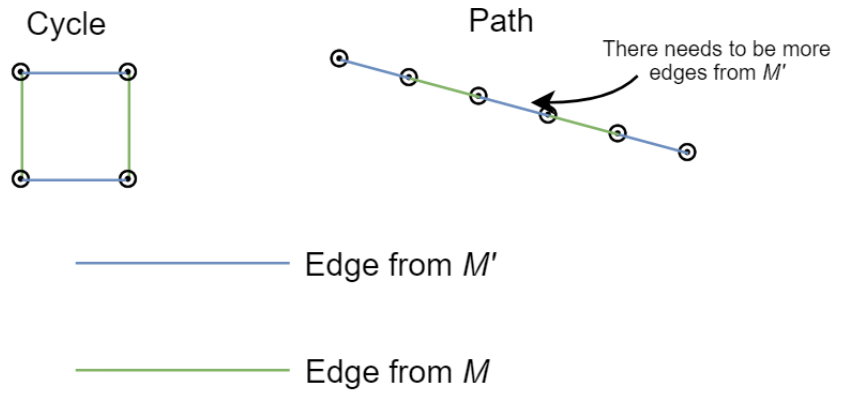 Cycle
Path
There needs to be more
edges from M'
Edge from M'
Edge from M